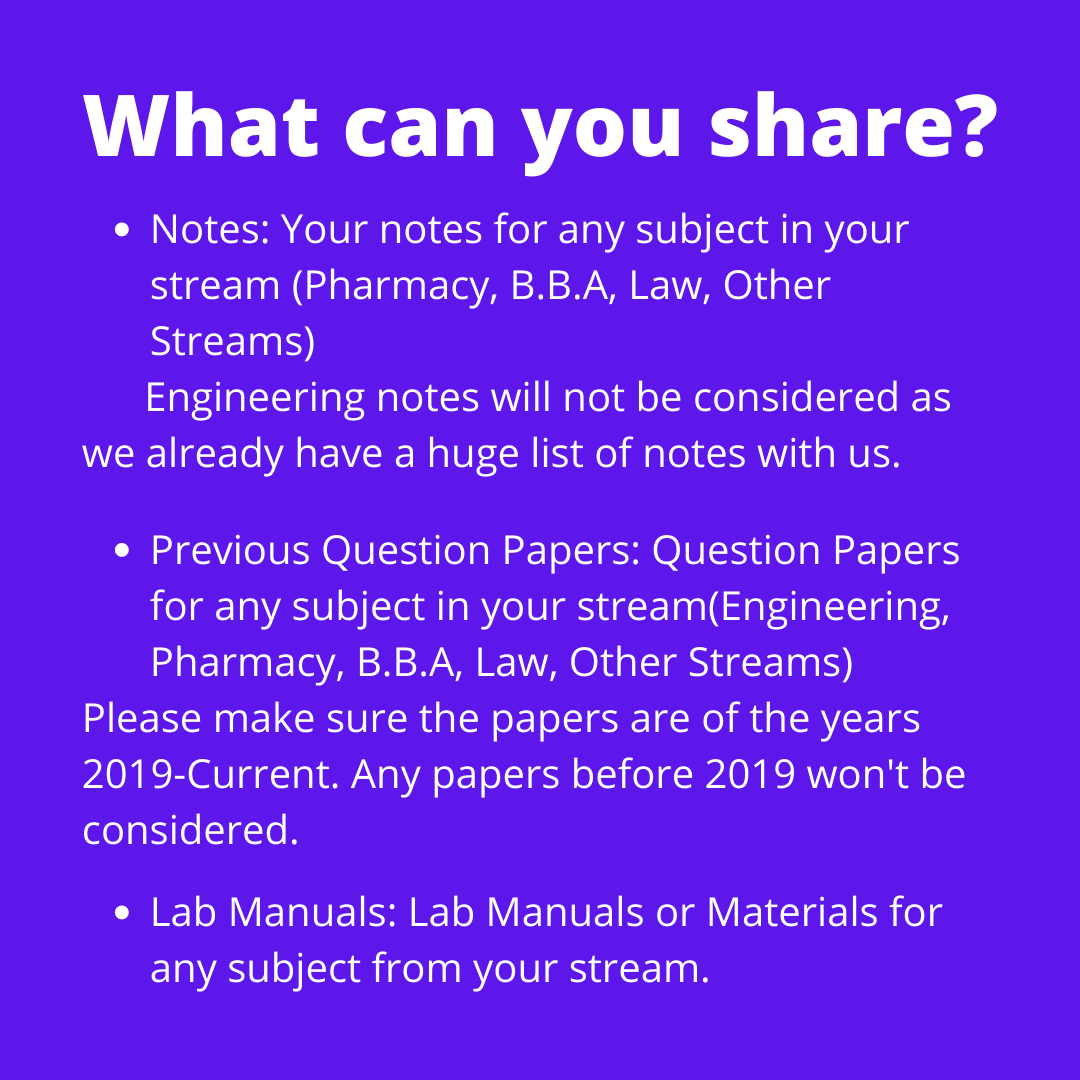 What can you share?
• Notes: Your notes for any subject in your
stream (Pharmacy, B.B.A, Law, Other
Streams)
Engineering notes will not be considered as
we already have a huge list of notes with us.
• Previous Question Papers: Question Papers
for any subject in your stream(Engineering,
Pharmacy, B.B.A, Law, Other Streams)
Please make sure the papers are of the years
2019-Current. Any papers before 2019 won't be
considered.
• Lab Manuals: Lab Manuals or Materials for
any subject from your stream.